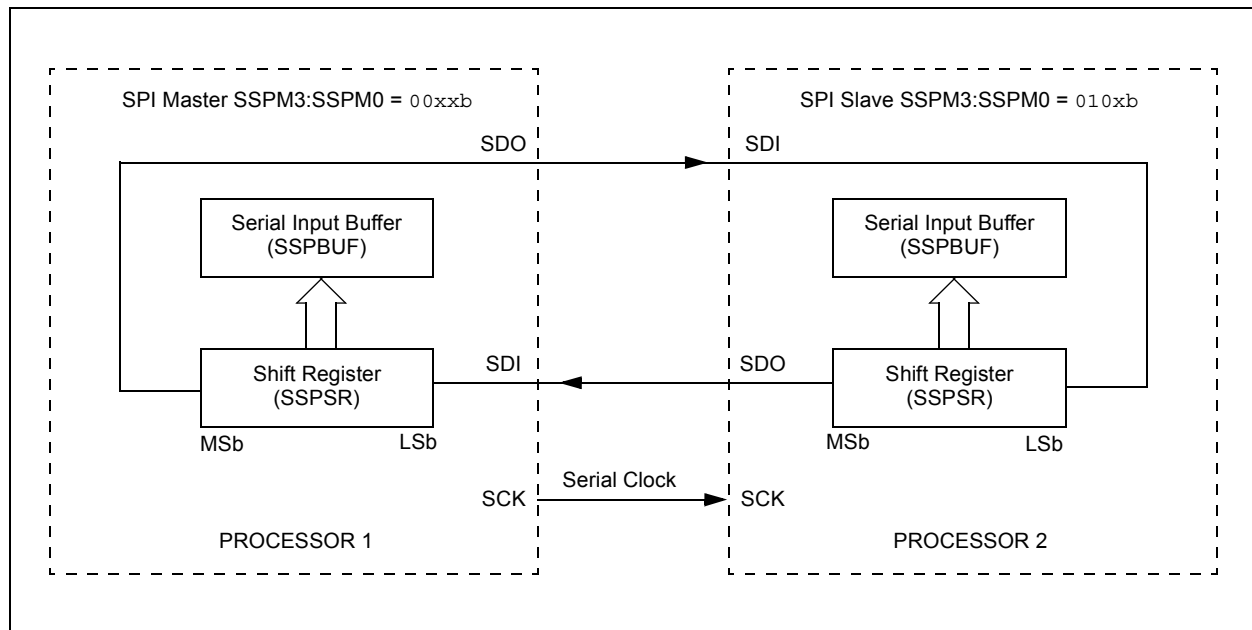 SPI Master SSPM3:SSPM0 = 00xxb
SPI Slave SSPM3:SSPM0 = 010xb
SDO
SDI
Serial Input Buffer
(SSPBUF)
Serial Input Buffer
(SSPBUF)
Shift Register
(SSPSR)
MSb
LSb
SDI
SDO
Shift Register
(SSPSR)
MSb
LSb
SCK
Serial Clock
SCK
PROCESSOR 1
PROCESSOR 2